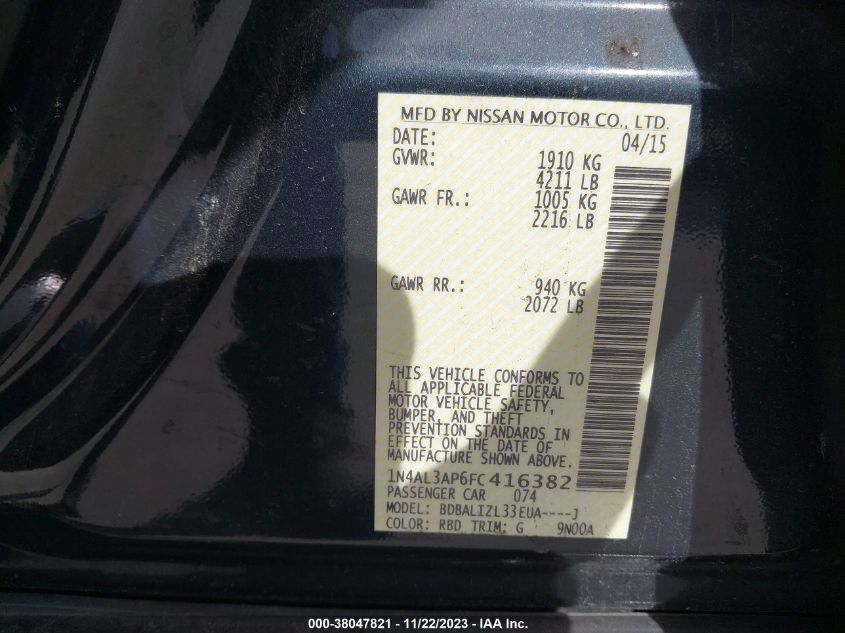 MFD BY NISSAN MOTOR CO., LTD.
DATE: 04/15
GVWR: 1910 KG
4211 LB
GAWR FR.: 1005 KG
2216 LB
GAWR RR.: 940 KG
2072 LB
THIS VEHICLE CONFORMS TO
ALL APPLICABLE FEDERAL
MOTOR VEHICLE SAFETY,
BUMPER, AND THEFT
PREVENTION STANDARDS IN
EFFECT ON THE DATE OF
MANUFACTURE SHOWN ABOVE.
1N4AL3AP6FC416382
PASSENGER CAR 074
MODEL: BDBALIZL33EUA----J
COLOR: RBD TRIM: G 9N00A
000-38047821 - 11/22/2023 - IAA Inc.